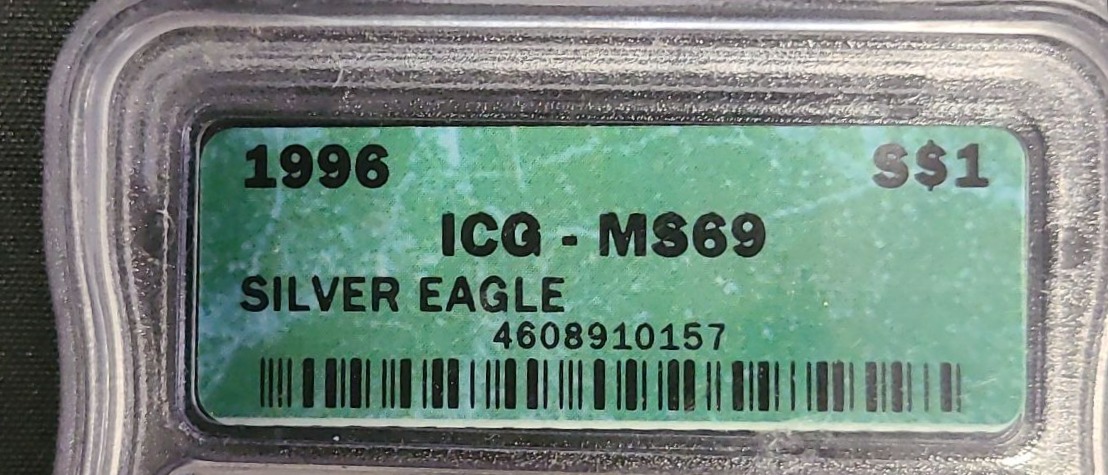 1996 S$1
ICG - MS69
SILVER EAGLE
4608910157